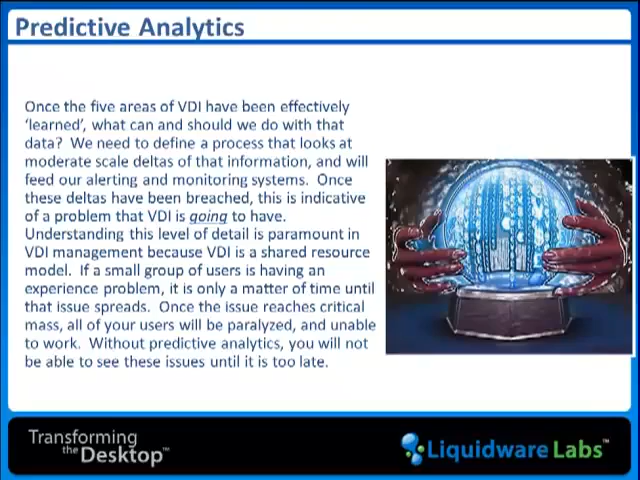 Predictive Analytics
Once the five areas of VDI have been effectively
‘learned’, what can and should we do with that
data? We need to define a process that looks at
moderate scale deltas of that information, and will
feed our alerting and monitoring systems. Once
these deltas have been breached, this is indicative
of a problem that VDI is going to have.
Understanding this level of detail is paramount in
VDI management because VDI is a shared resource
model. If a small group of users is having an
experience problem, it is only a matter of time until
that issue spreads. Once the issue reaches critical
mass, all of your users will be paralyzed, and unable
to work. Without predictive analytics, you will not
be able to see these issues until it is too late.
Transforming
the Desktop™
Liquidware Labs™